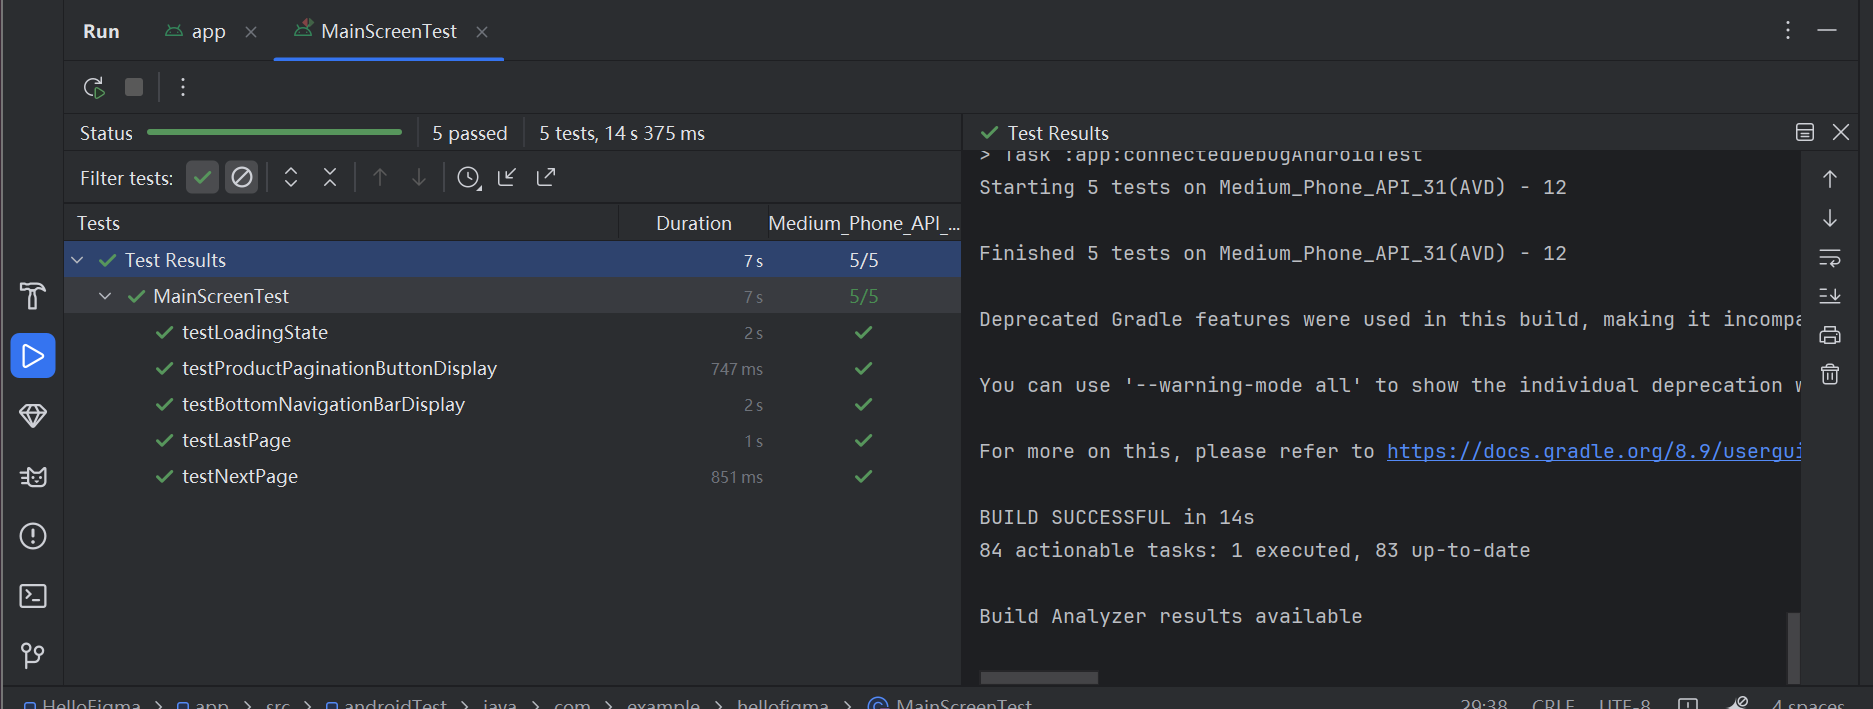 Run app MainScreenTest
Status 5 passed 5 tests, 14 s 375 ms
Filter tests:
Tests Duration Medium_Phone_API_...
Test Results 7 s 5/5
MainScreenTest 7 s 5/5
testLoadingState 2 s
testProductPaginationButtonDisplay 747 ms
testBottomNavigationBarDisplay 2 s
testLastPage 1 s
testNextPage 851 ms
Test Results
> Task :app:connectedDebugAndroidTest
Starting 5 tests on Medium_Phone_API_31(AVD) - 12
Finished 5 tests on Medium_Phone_API_31(AVD) - 12
Deprecated Gradle features were used in this build, making it incompa
You can use '--warning-mode all' to show the individual deprecation w
For more on this, please refer to https://docs.gradle.org/8.9/usergui
BUILD SUCCESSFUL in 14s
84 actionable tasks: 1 executed, 83 up-to-date
Build Analyzer results available
HelloFigma > app > src > androidTest > java > com > example > hellofigma > MainScreenTest 29:38 CRLF UTF-8 4 spaces